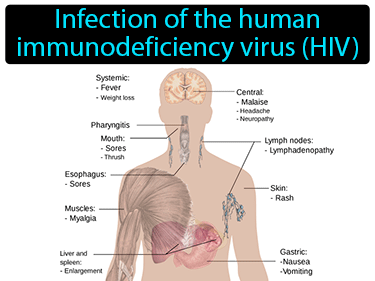 Infection of the human
immunodeficiency virus (HIV)
Systemic:
- Fever
- Weight loss
Central:
- Malaise
- Headache
- Neuropathy
Pharyngitis
Mouth:
- Sores
- Thrush
Lymph nodes:
- Lymphadenopathy
Esophagus:
- Sores
Skin:
- Rash
Muscles:
- Myalgia
Liver and
spleen:
- Enlargement
Gastric:
- Nausea
- Vomiting